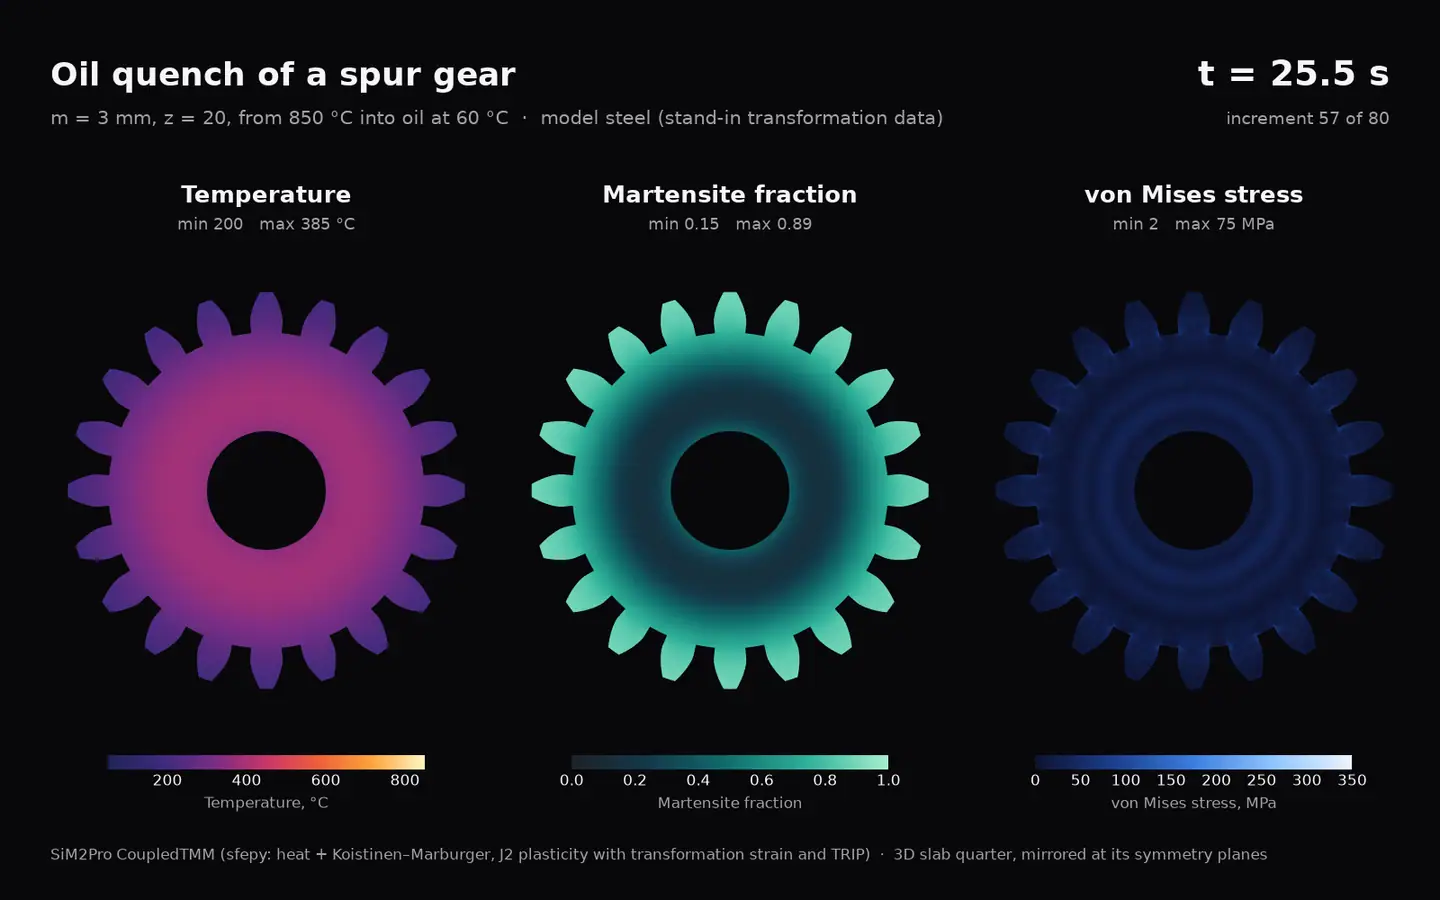 Oil quench of a spur gear
t = 25.5 s
m = 3 mm, z = 20, from 850 °C into oil at 60 °C · model steel (stand-in transformation data)
increment 57 of 80
Temperature
min 200 max 385 °C
Martensite fraction
min 0.15 max 0.89
von Mises stress
min 2 max 75 MPa
200 400 600 800
Temperature, °C
0.0 0.2 0.4 0.6 0.8 1.0
Martensite fraction
0 50 100 150 200 250 300 350
von Mises stress, MPa
SiM2Pro CoupledTMM (sfepy: heat + Koistinen–Marburger, J2 plasticity with transformation strain and TRIP) · 3D slab quarter, mirrored at its symmetry planes